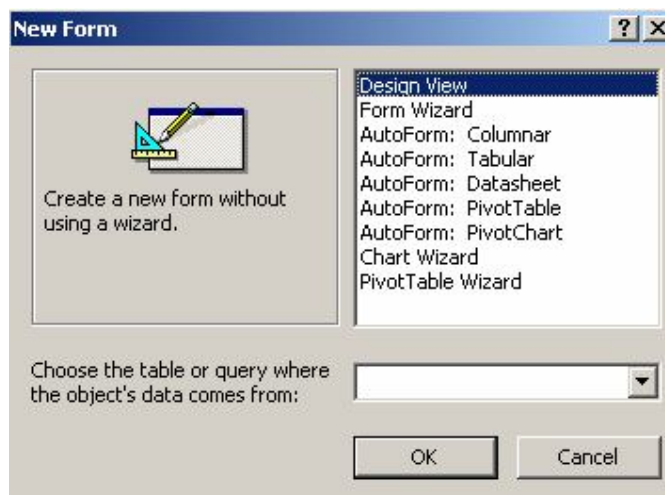 New Form
Create a new form without
using a wizard.
Design View
Form Wizard
AutoForm: Columnar
AutoForm: Tabular
AutoForm: Datasheet
AutoForm: PivotTable
AutoForm: PivotChart
Chart Wizard
PivotTable Wizard
Choose the table or query where
the object's data comes from:
OK
Cancel